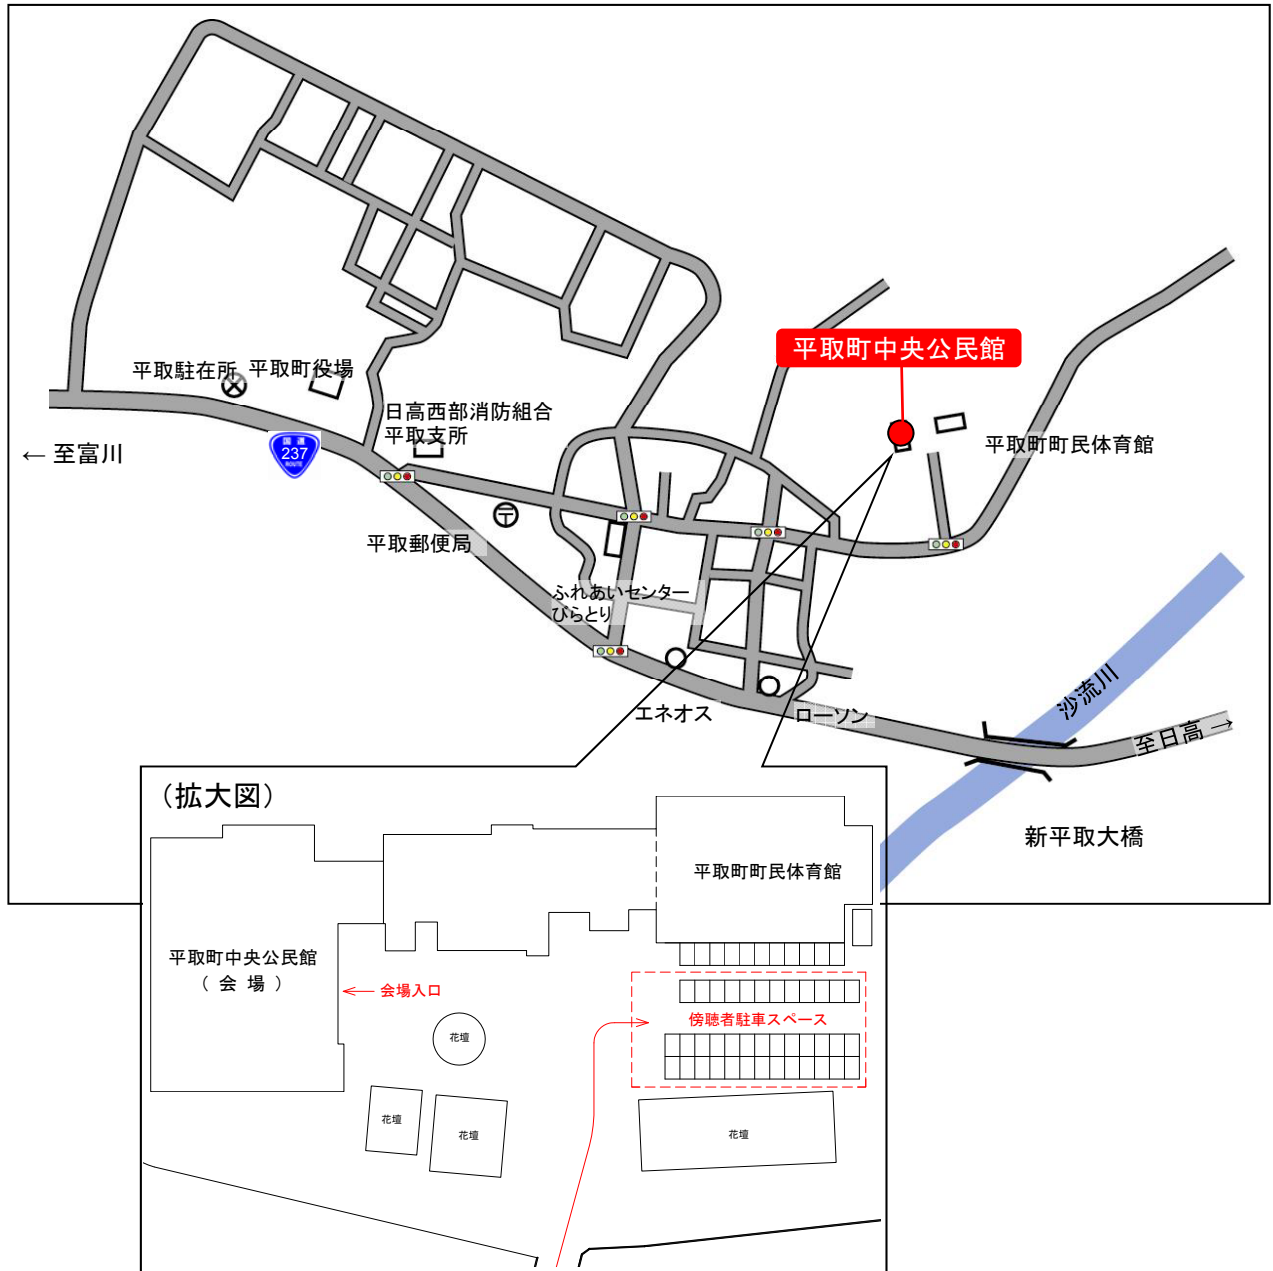 平取町中央公民館
平取駐在所
平取町役場
日高西部消防組合
平取支所
平取町町民体育館
← 至富川
国道
237
ROUTE
〒
平取郵便局
ふれあいセンター
びらとり
エネオス
ローソン
沙流川
至日高 →
新平取大橋
（拡大図）
平取町町民体育館
平取町中央公民館
（ 会 場 ）
← 会場入口
傍聴者駐車スペース
花壇
花壇
花壇
花壇